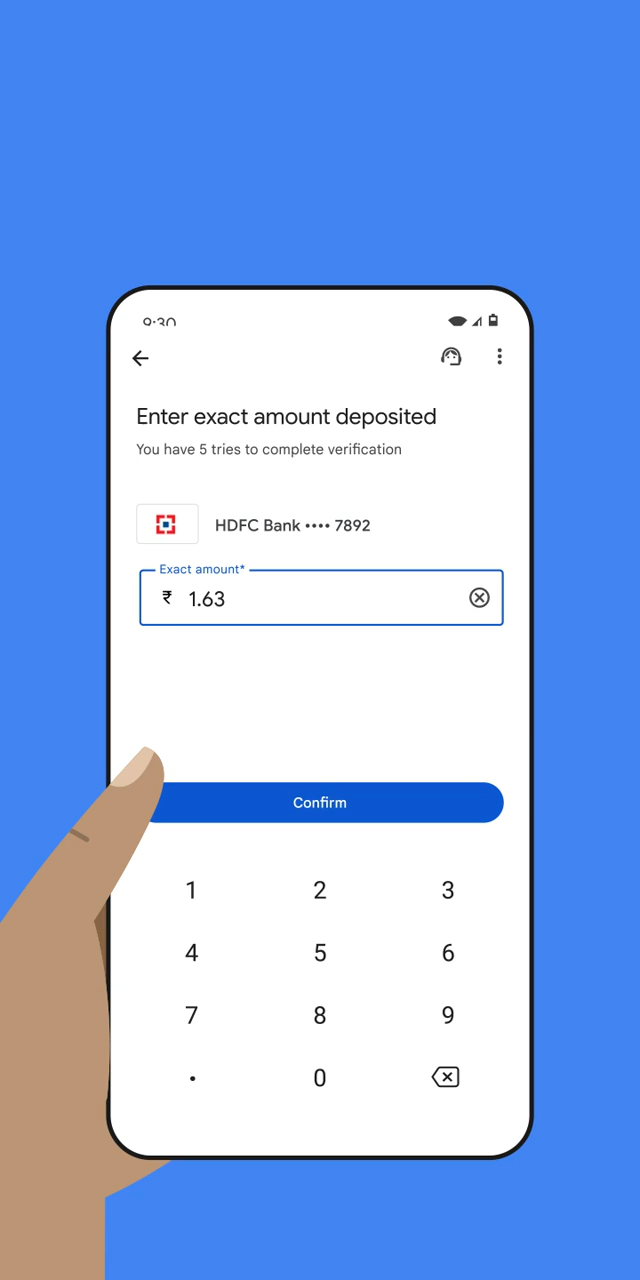 9:30
Enter exact amount deposited
You have 5 tries to complete verification
HDFC Bank •••• 7892
Exact amount*
₹ 1.63
Confirm
1 2 3
4 5 6
7 8 9
. 0